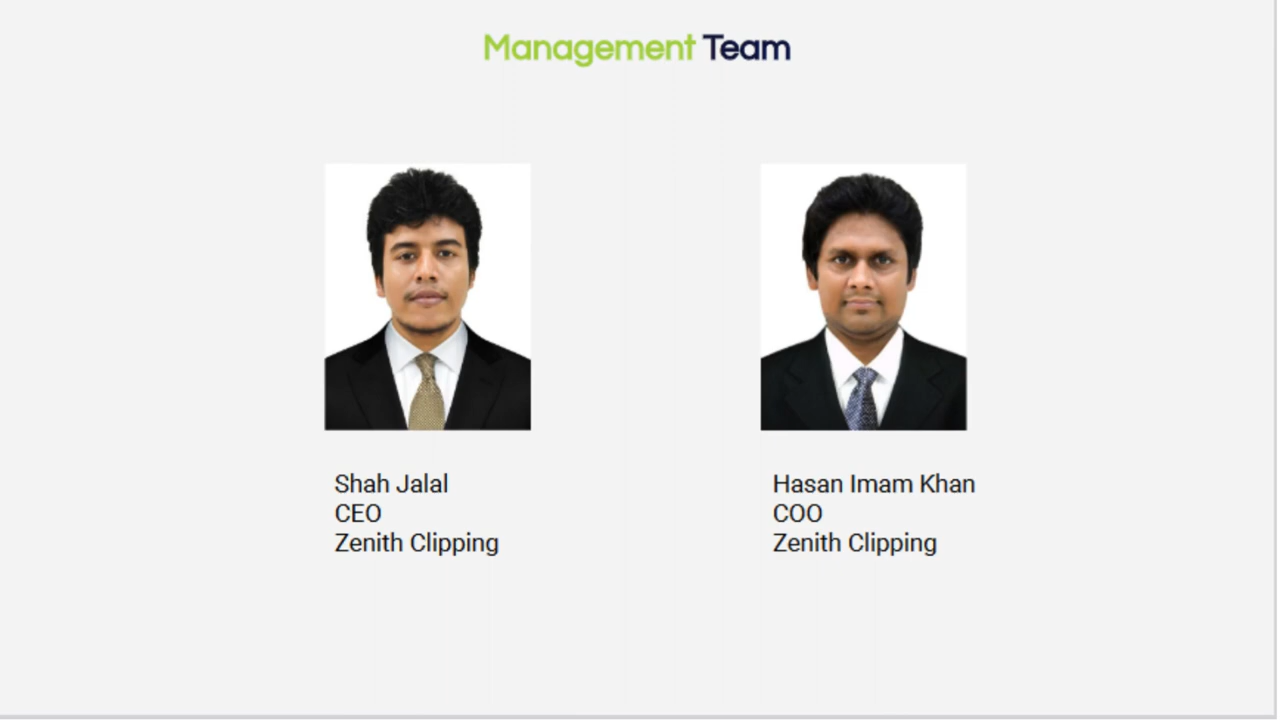 Management Team
Shah Jalal
CEO
Zenith Clipping
Hasan Imam Khan
COO
Zenith Clipping